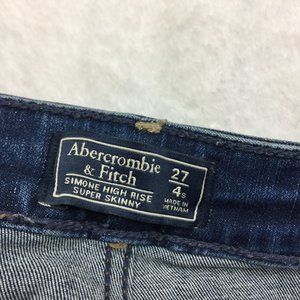 Abercrombie
& Fitch
SIMONE HIGH RISE
SUPER SKINNY
27
4S
MADE IN
VIETNAM